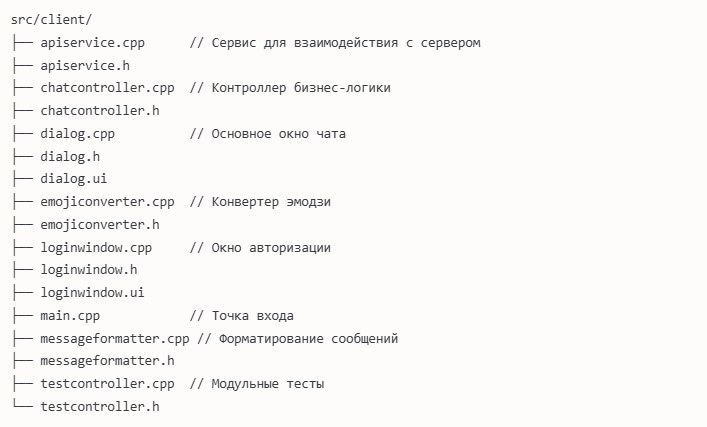 src/client/
├── apiservice.cpp      // Сервис для взаимодействия с сервером
├── apiservice.h
├── chatcontroller.cpp  // Контроллер бизнес-логики
├── chatcontroller.h
├── dialog.cpp          // Основное окно чата
├── dialog.h
├── dialog.ui
├── emojiconverter.cpp  // Конвертер эмодзи
├── emojiconverter.h
├── loginwindow.cpp     // Окно авторизации
├── loginwindow.h
├── loginwindow.ui
├── main.cpp            // Точка входа
├── messageformatter.cpp // Форматирование сообщений
├── messageformatter.h
├── testcontroller.cpp  // Модульные тесты
└── testcontroller.h